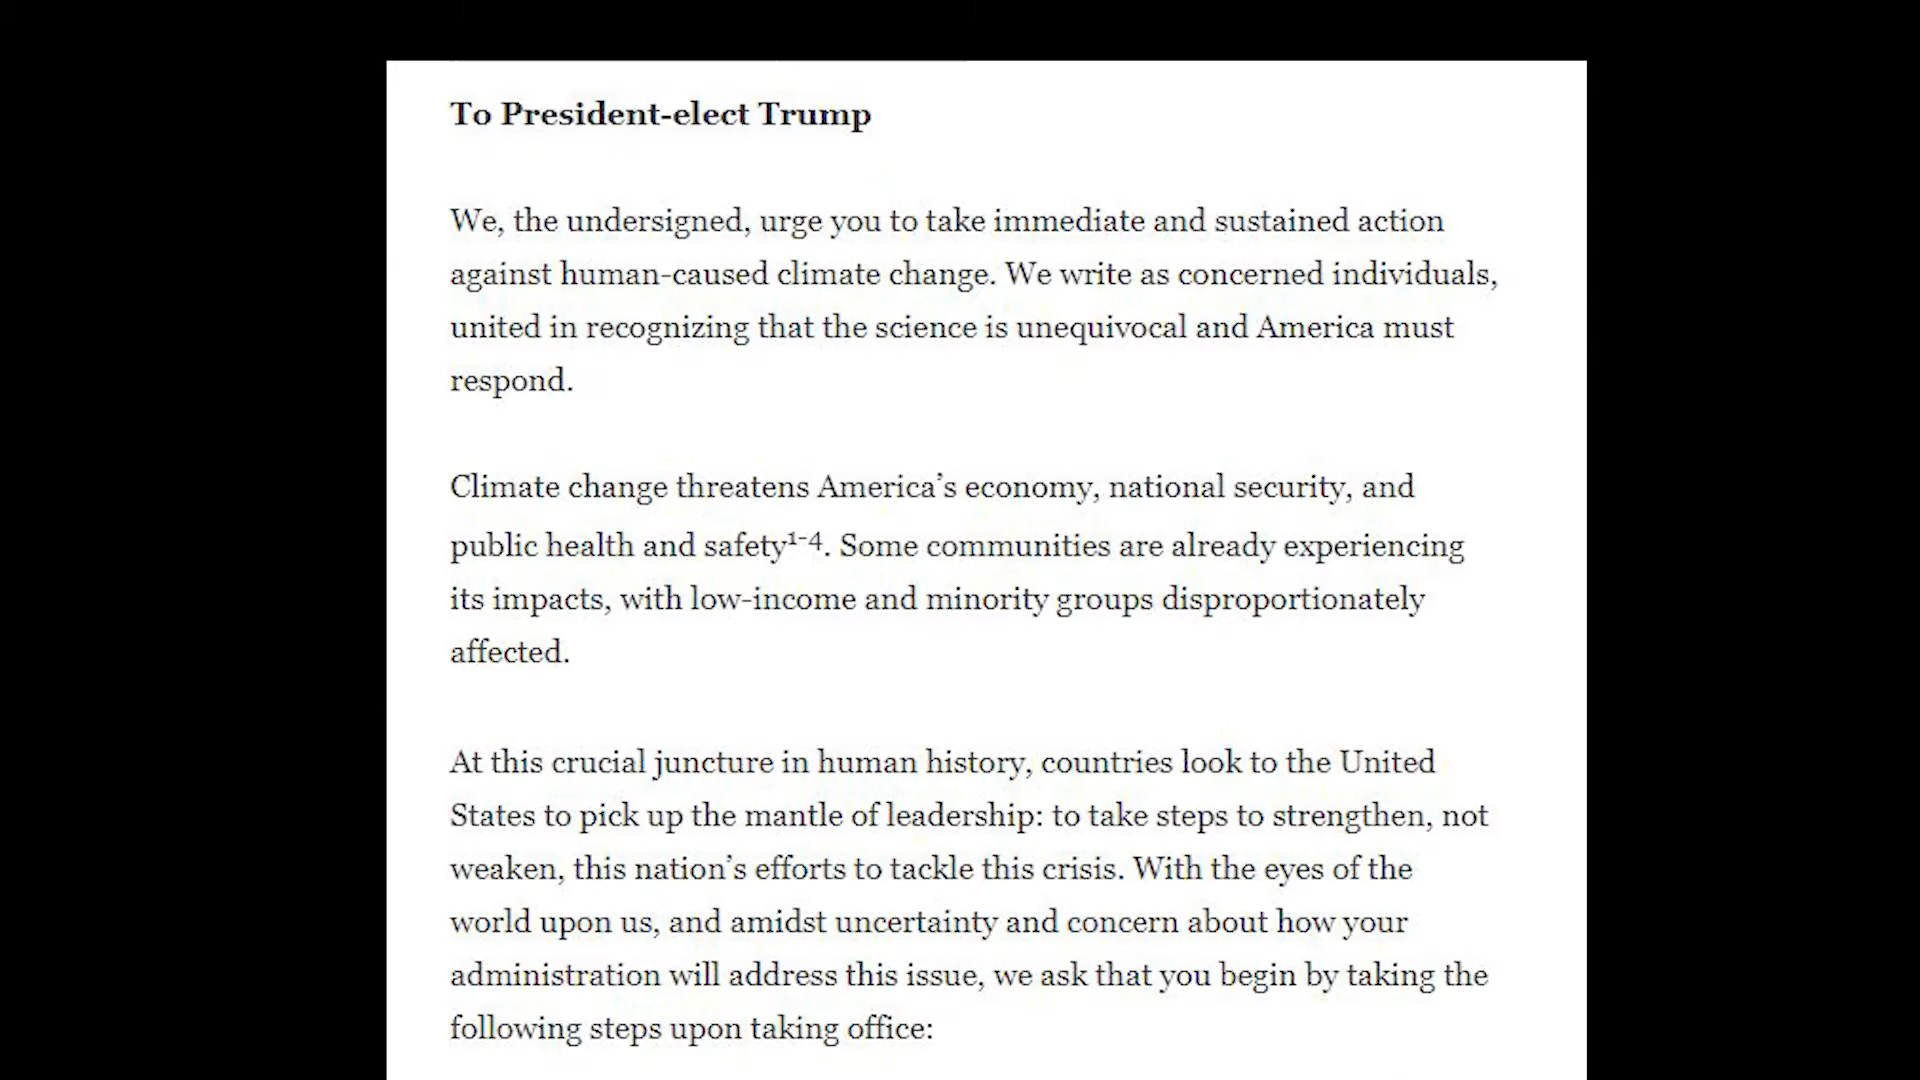 To President-elect Trump
We, the undersigned, urge you to take immediate and sustained action
against human-caused climate change. We write as concerned individuals,
united in recognizing that the science is unequivocal and America must
respond.
Climate change threatens America’s economy, national security, and
public health and safety¹⁻⁴. Some communities are already experiencing
its impacts, with low-income and minority groups disproportionately
affected.
At this crucial juncture in human history, countries look to the United
States to pick up the mantle of leadership: to take steps to strengthen, not
weaken, this nation’s efforts to tackle this crisis. With the eyes of the
world upon us, and amidst uncertainty and concern about how your
administration will address this issue, we ask that you begin by taking the
following steps upon taking office: